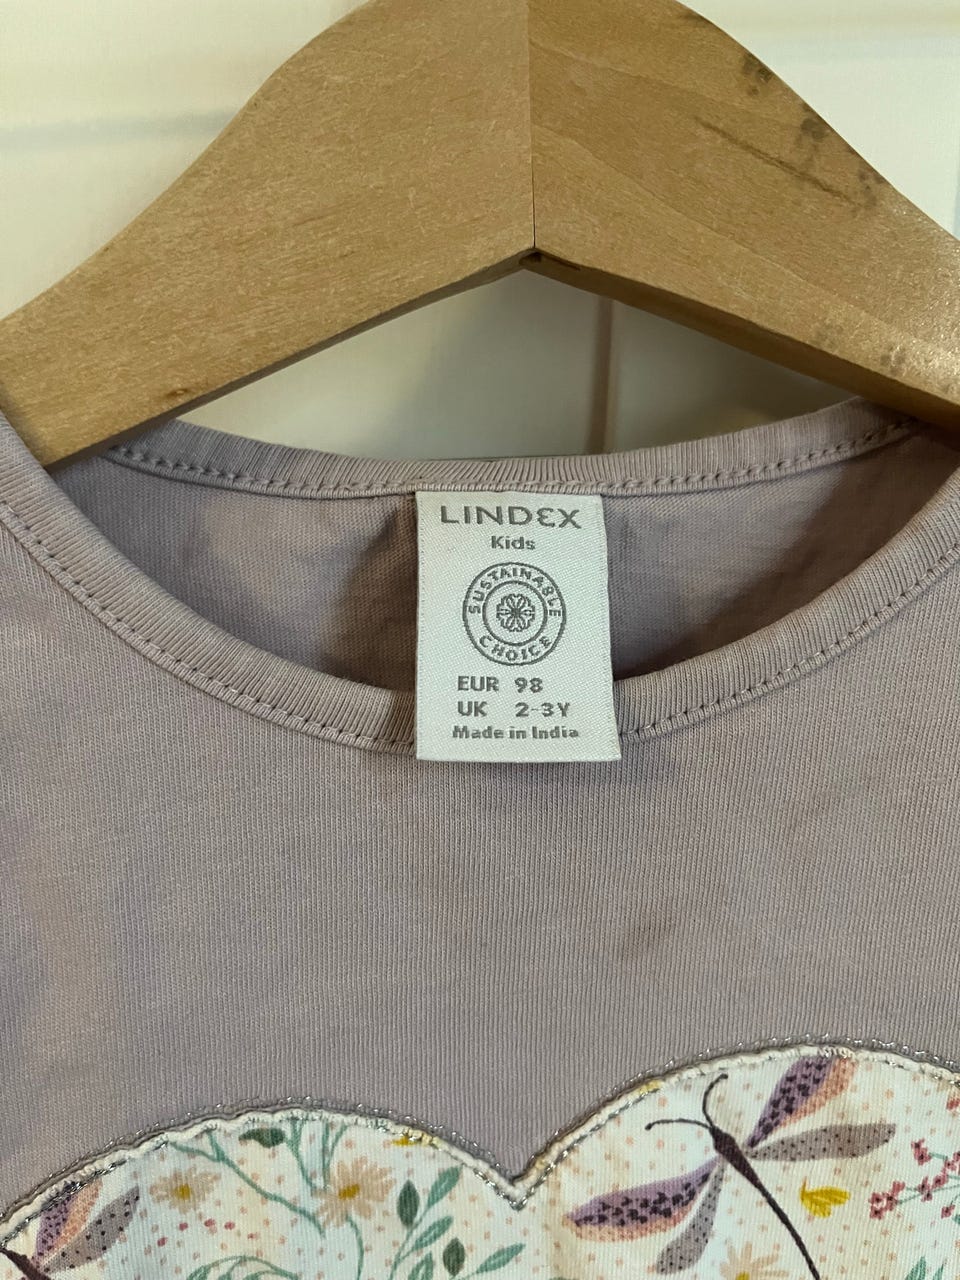 LINDEX
Kids
SUSTAINABLE
CHOICE
EUR 98
UK 2-3Y
Made in India